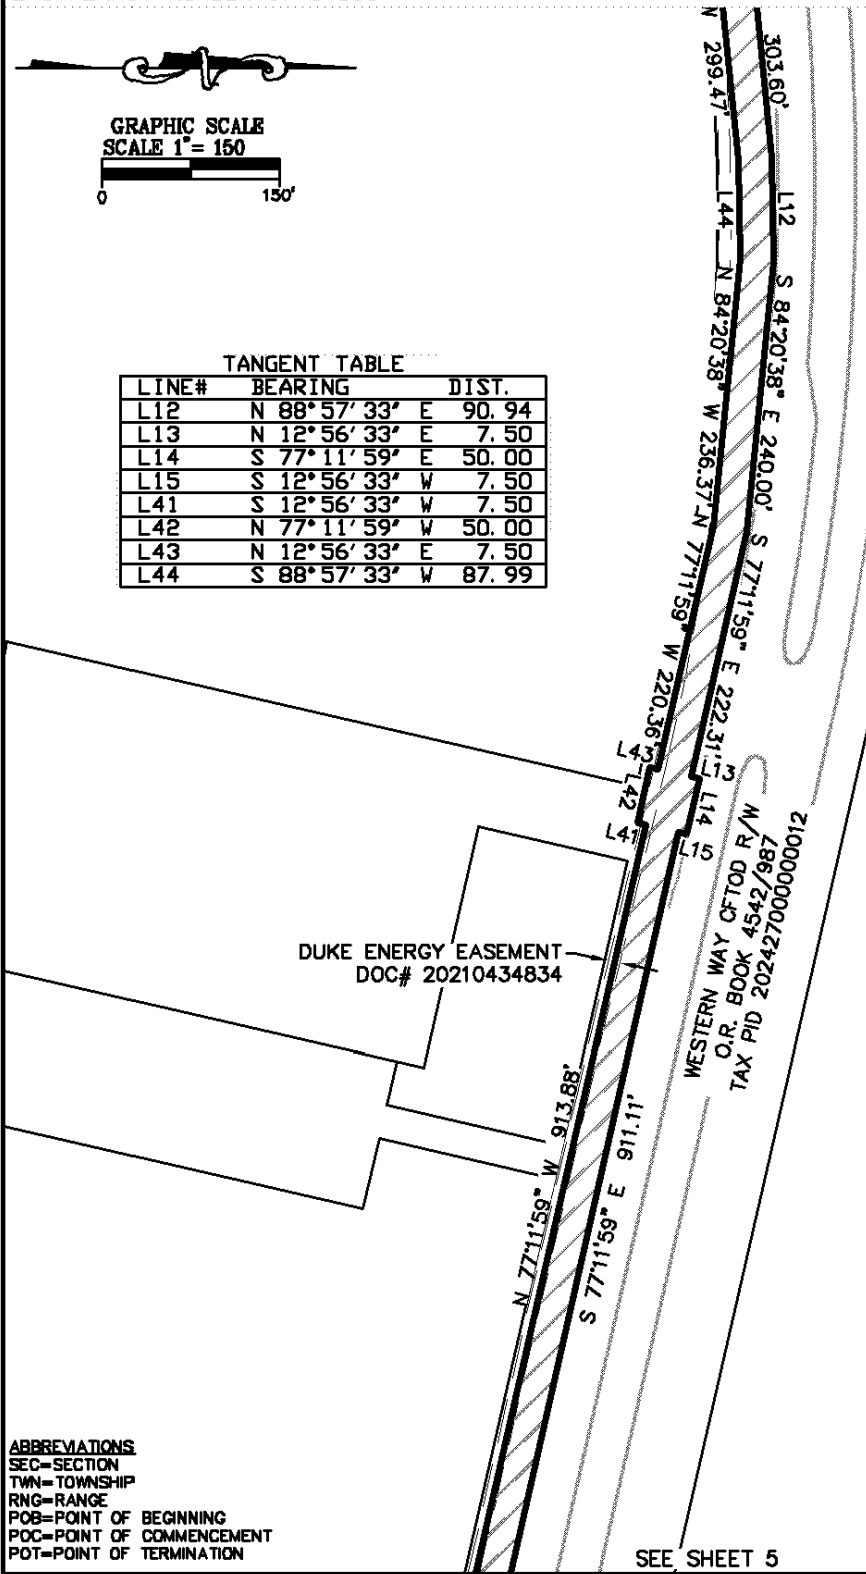 GRAPHIC SCALE
SCALE 1"= 150
0 150'
TANGENT TABLE
LINE# BEARING DIST.
L12 N 88°57'33" E 90.94
L13 N 12°56'33" E 7.50
L14 S 77°11'59" E 50.00
L15 S 12°56'33" W 7.50
L41 S 12°56'33" W 7.50
L42 N 77°11'59" W 50.00
L43 N 12°56'33" E 7.50
L44 S 88°57'33" W 87.99
N
299.47'
303.60'
L44
L12
N 84°20'38" W 236.37'
S 84°20'38" E 240.00'
N 77°11'59" W 220.36'
S 77°11'59" E 222.31'
L43
L13
L42
L14
L41
L15
DUKE ENERGY EASEMENT
DOC# 20210434834
WESTERN WAY CFTOD R/W
O.R. BOOK 4542/987
TAX PID 202427000000012
N 77°11'59" W 913.88'
S 77°11'59" E 911.11'
ABBREVIATIONS
SEC=SECTION
TWN=TOWNSHIP
RNG=RANGE
POB=POINT OF BEGINNING
POC=POINT OF COMMENCEMENT
POT=POINT OF TERMINATION
SEE SHEET 5